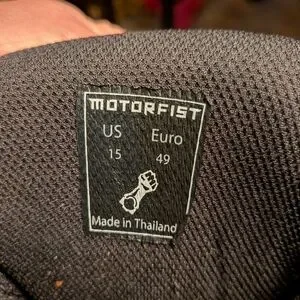 MOTORFIST
US Euro
15 49
Made in Thailand